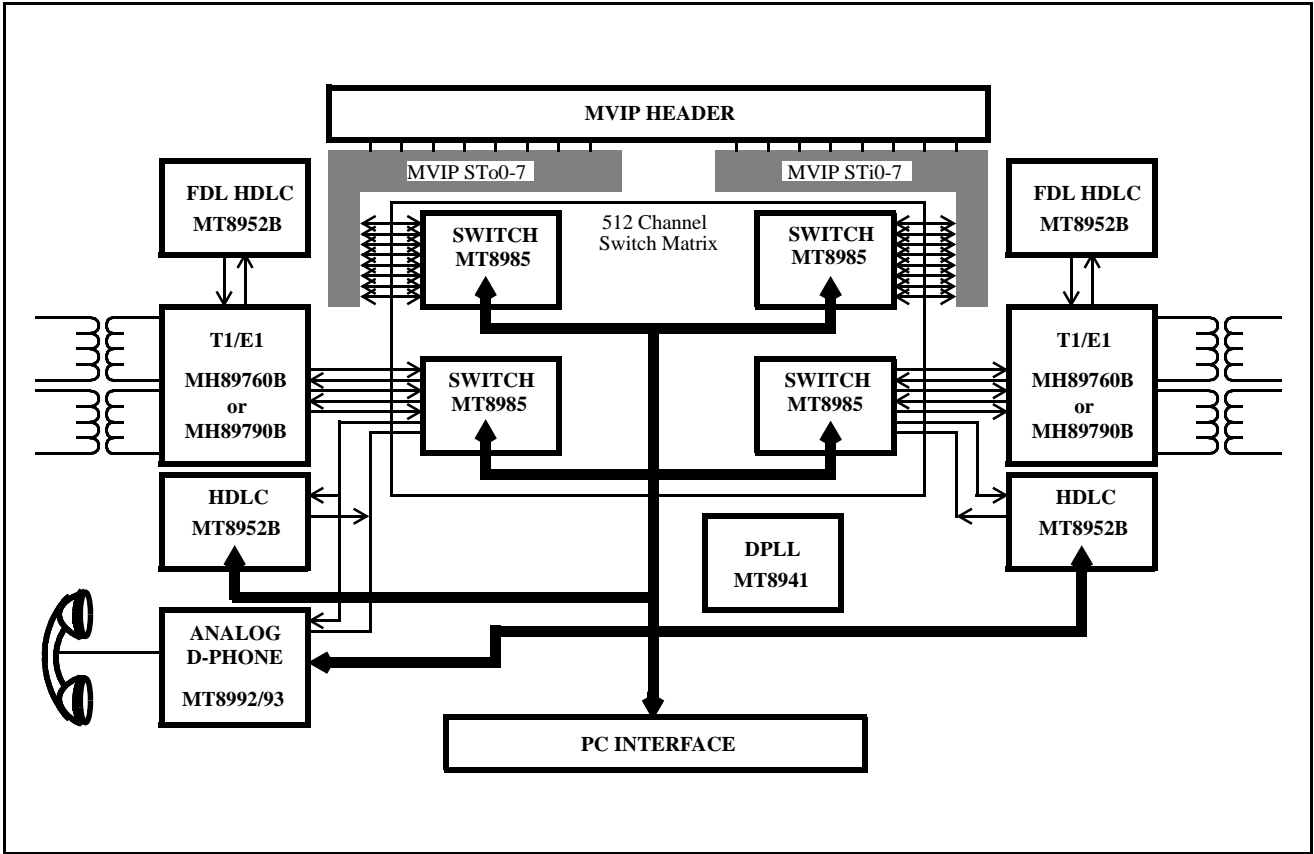 MVIP HEADER
MVIP STo0-7
MVIP STi0-7
FDL HDLC
MT8952B
512 Channel
Switch Matrix
SWITCH
MT8985
SWITCH
MT8985
FDL HDLC
MT8952B
T1/E1
MH89760B
or
MH89790B
SWITCH
MT8985
SWITCH
MT8985
T1/E1
MH89760B
or
MH89790B
HDLC
MT8952B
DPLL
MT8941
HDLC
MT8952B
ANALOG
D-PHONE
MT8992/93
PC INTERFACE